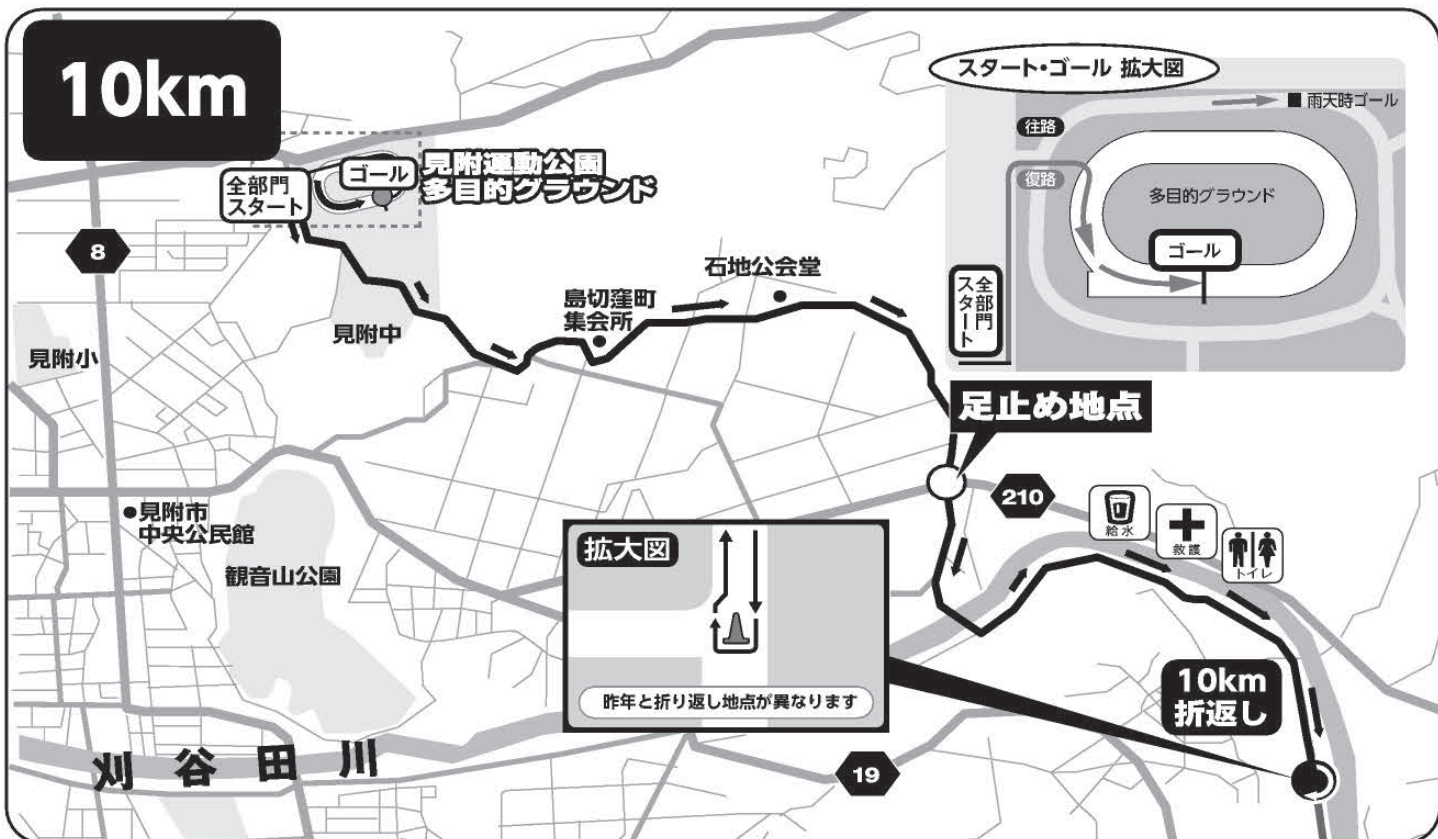 10km
全部門
スタート
ゴール
見附運動公園
多目的グラウンド
スタート・ゴール 拡大図
雨天時ゴール
往路
復路
多目的グラウンド
ゴール
全部門
スタート
8
石地公会堂
島切窪町
集会所
見附中
見附小
足止め地点
210
給水
救護
トイレ
見附市
中央公民館
観音山公園
拡大図
昨年と折り返し地点が異なります
10km
折返し
刈谷田川
19